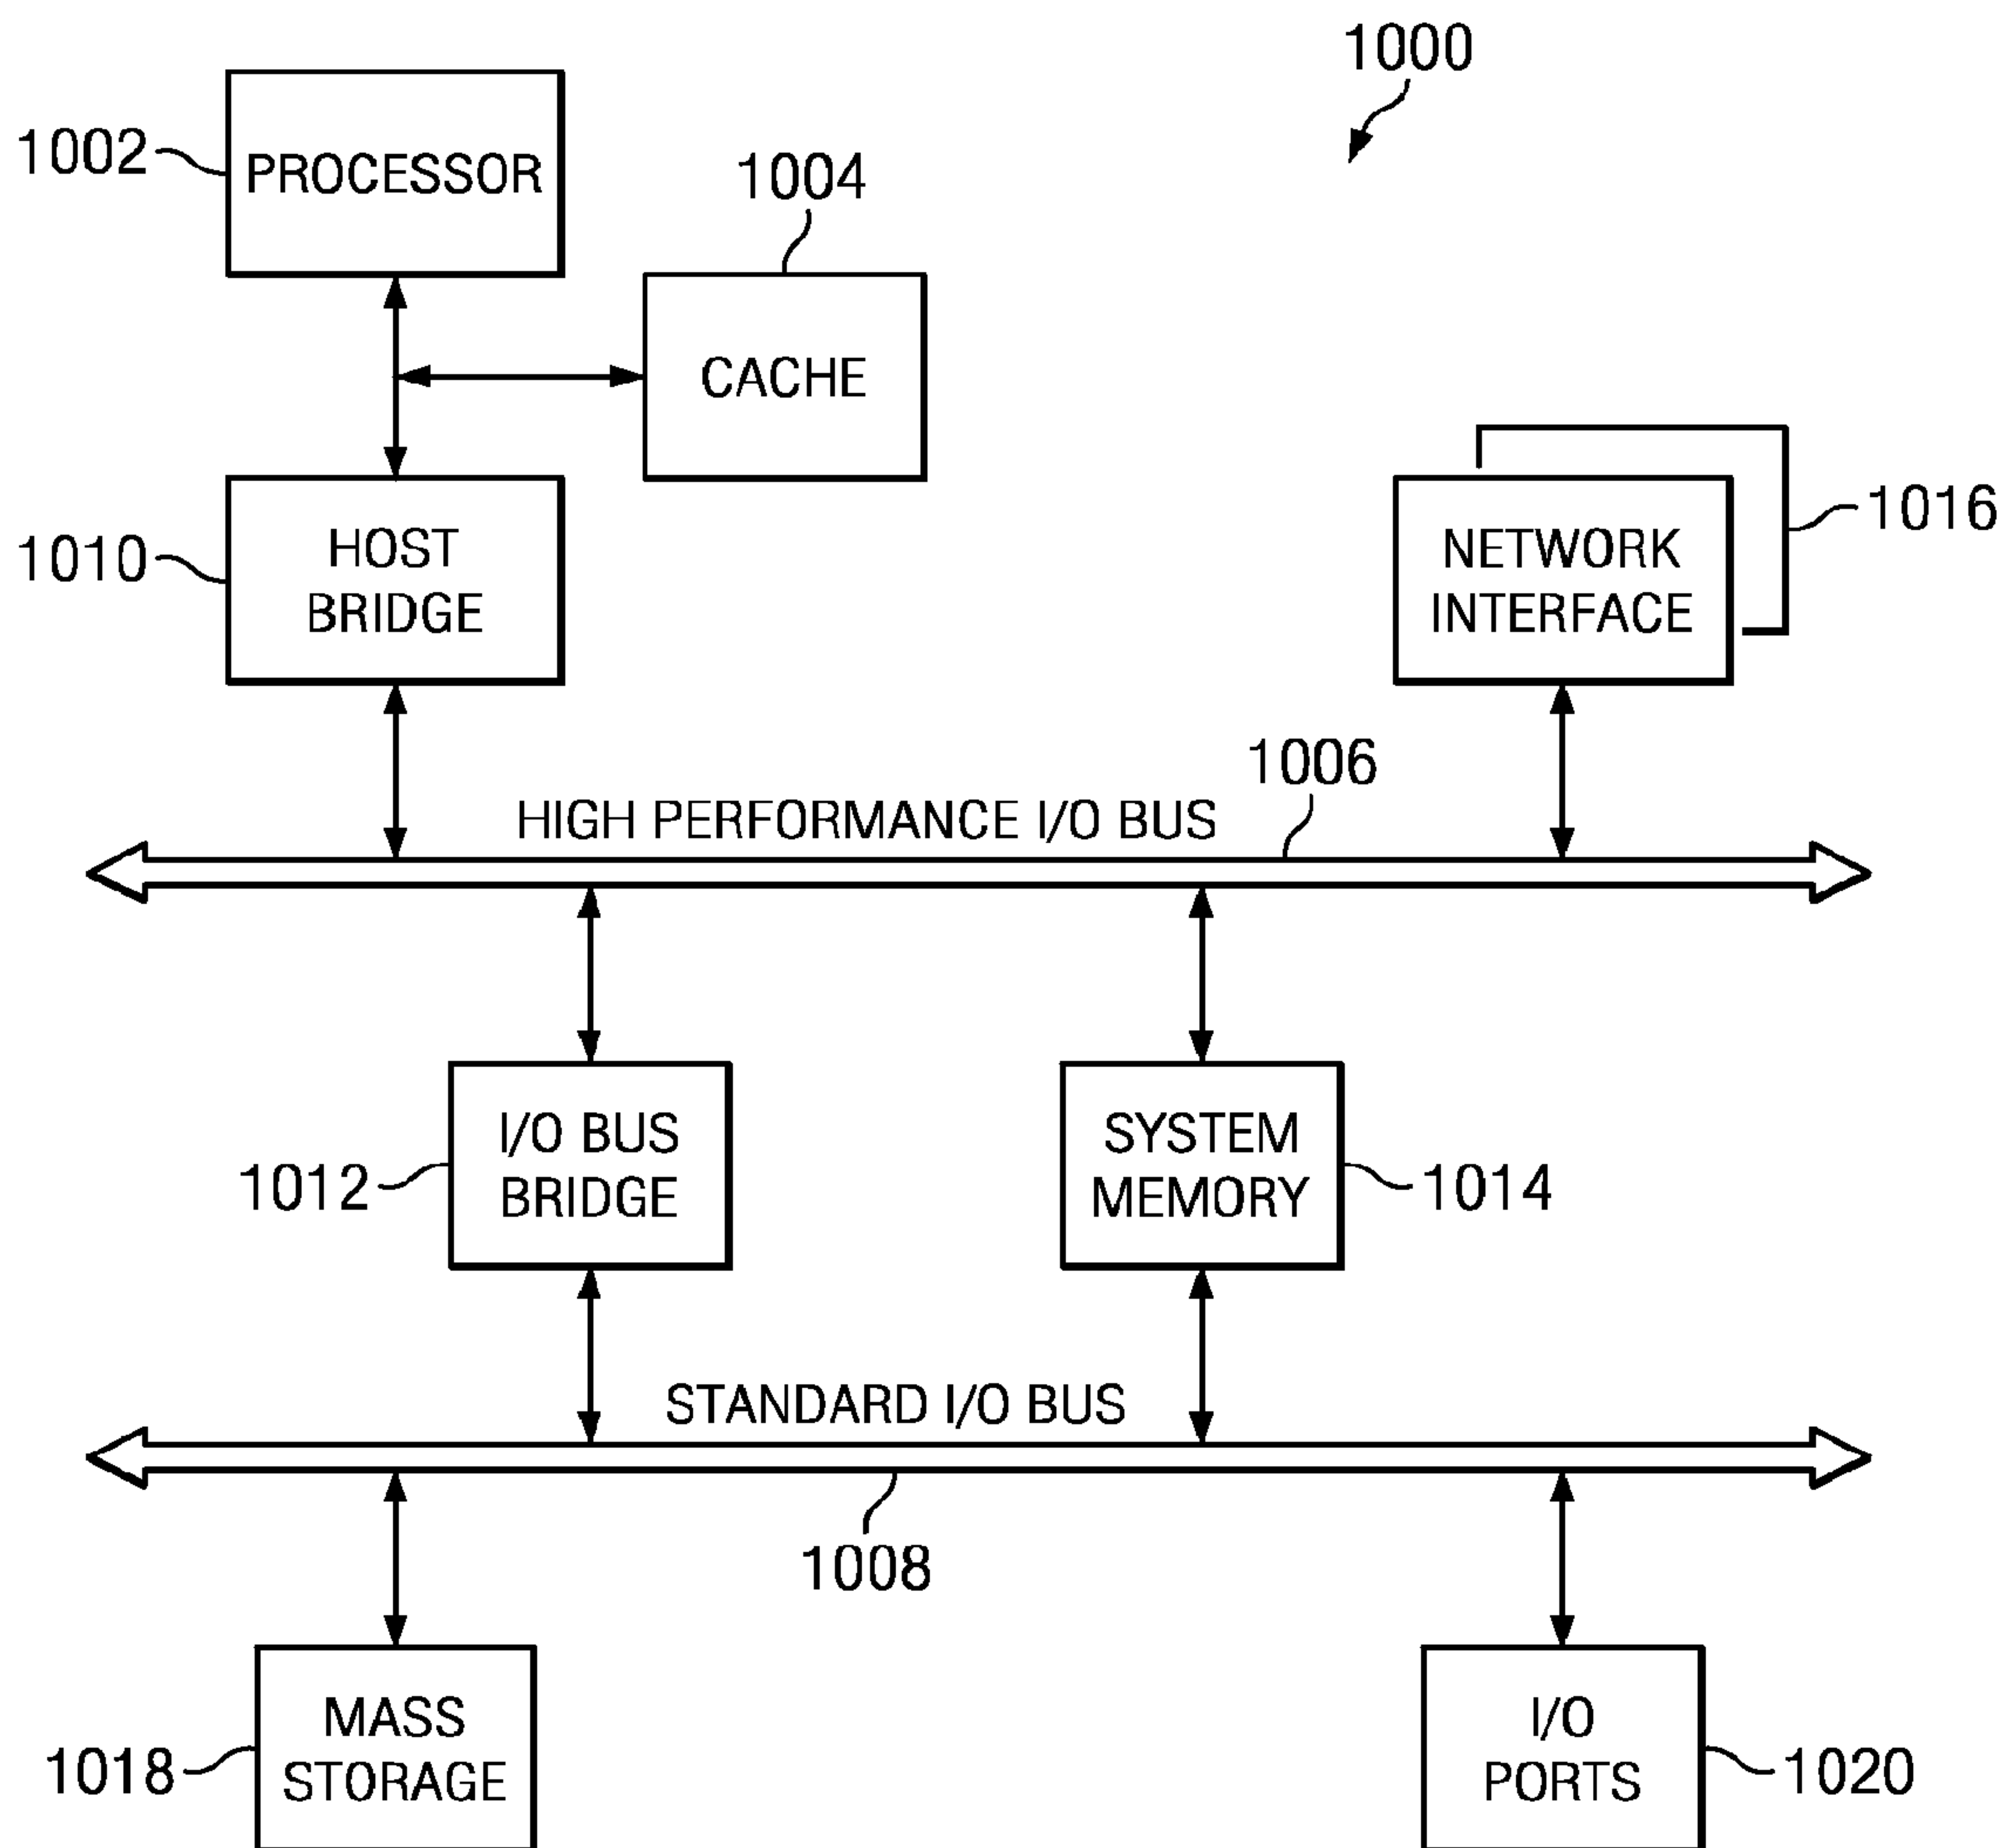 1000
1002
PROCESSOR
1004
CACHE
1010
HOST
BRIDGE
NETWORK
INTERFACE
1016
1006
HIGH PERFORMANCE I/O BUS
1012
I/O BUS
BRIDGE
SYSTEM
MEMORY
1014
STANDARD I/O BUS
1008
1018
MASS
STORAGE
I/O
PORTS
1020